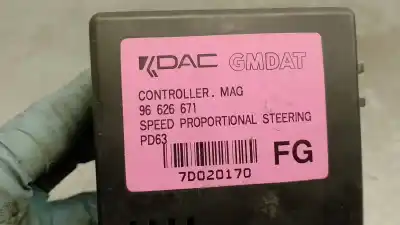 KDAC GMDAT
CONTROLLER. MAG
96 626 671
SPEED PROPORTIONAL STEERING
PD63
7D020170
FG